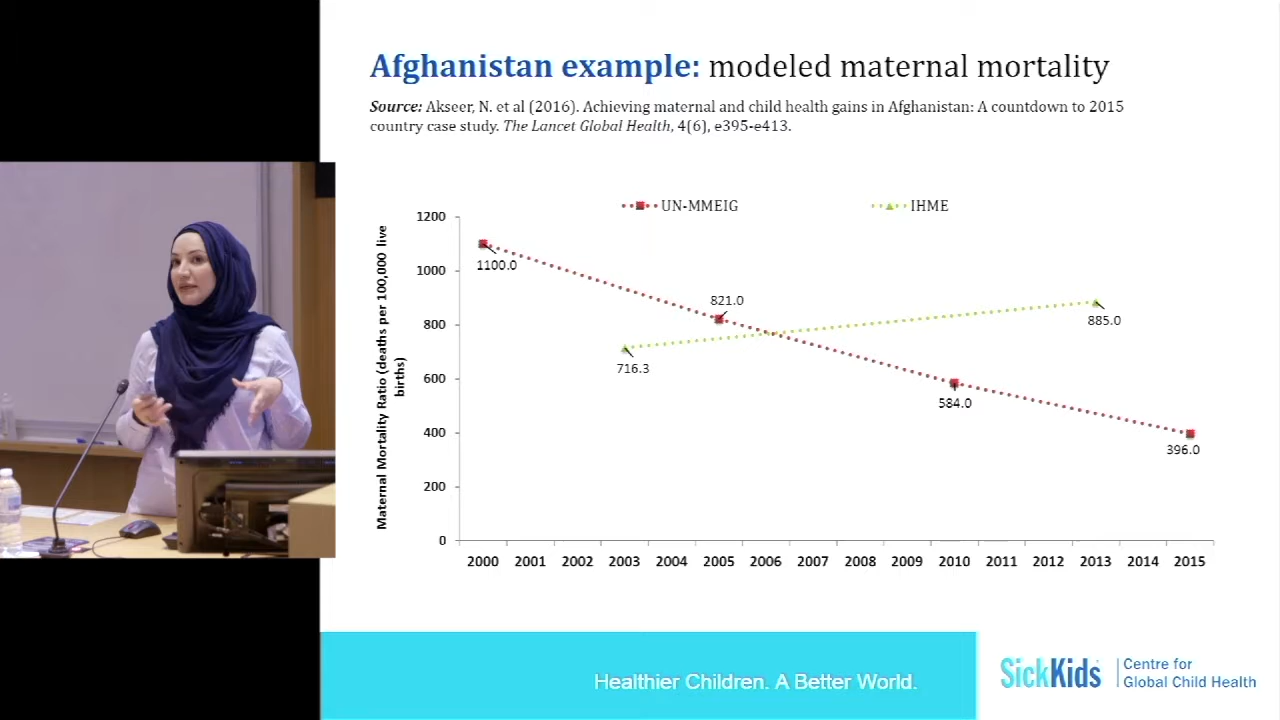 Afghanistan example: modeled maternal mortality
Source: Akseer, N. et al (2016). Achieving maternal and child health gains in Afghanistan: A countdown to 2015
country case study. The Lancet Global Health, 4(6), e395-e413.
UN-MMEIG IHME
Maternal Mortality Ratio (deaths per 100,000 live
births)
1200
1000
800
600
400
200
0
1100.0
821.0
584.0
396.0
716.3
885.0
2000 2001 2002 2003 2004 2005 2006 2007 2008 2009 2010 2011 2012 2013 2014 2015
Healthier Children. A Better World.
SickKids
Centre for
Global Child Health